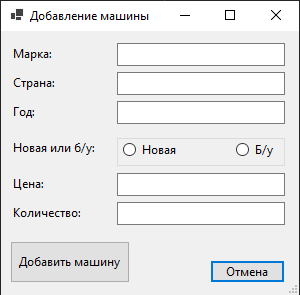 Добавление машины
Марка:
Страна:
Год:
Новая или б/у: Новая Б/у
Цена:
Количество:
Добавить машину Отмена